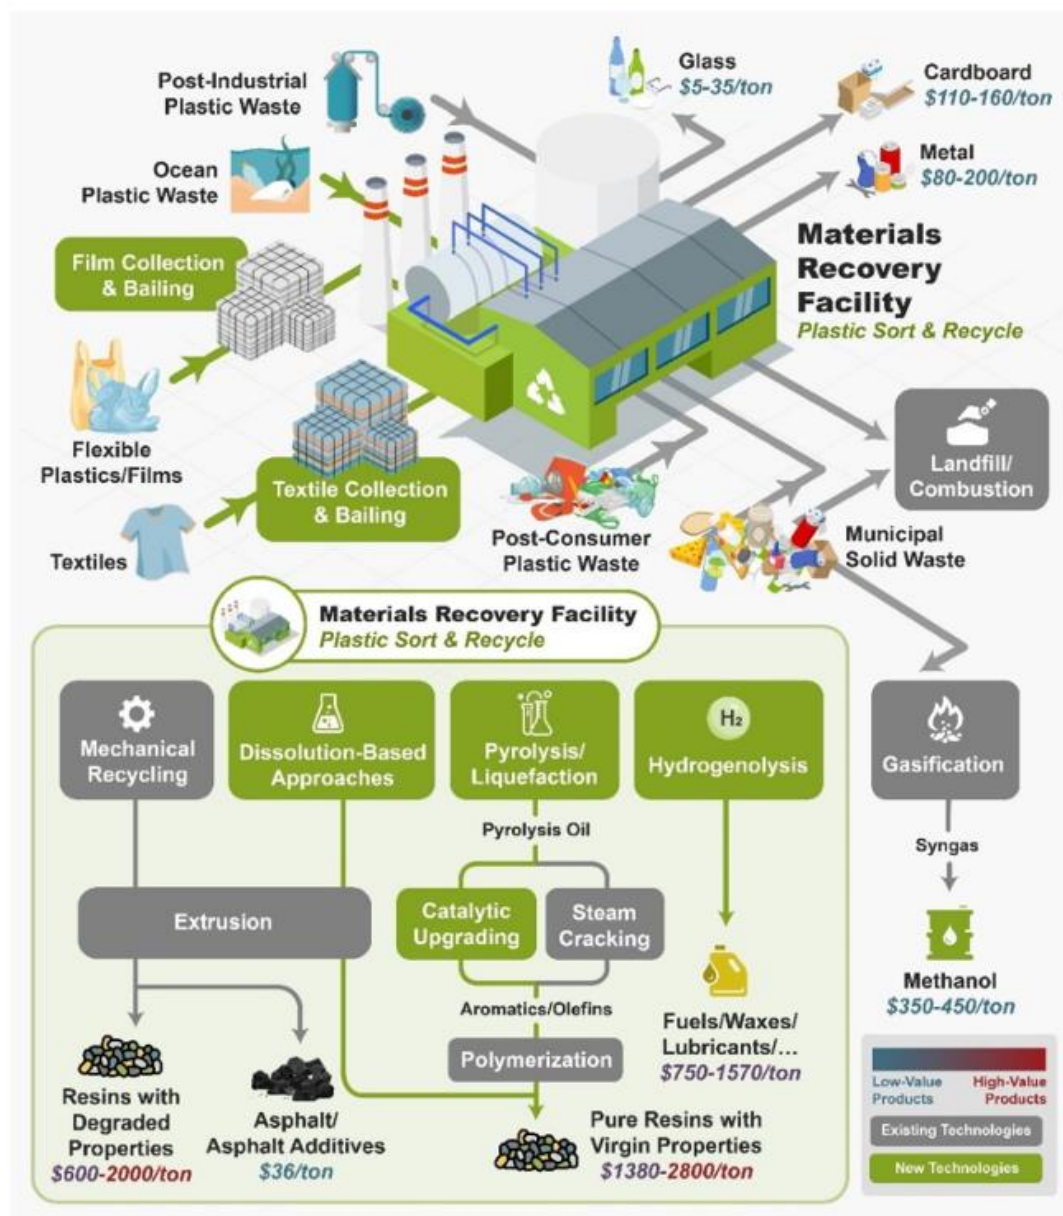 Post-Industrial
Plastic Waste
Glass
$5-35/ton
Cardboard
$110-160/ton
Ocean
Plastic Waste
Metal
$80-200/ton
Materials
Recovery
Facility
Plastic Sort & Recycle
Film Collection
& Bailing
Flexible
Plastics/Films
Textile Collection
& Bailing
Textiles
Post-Consumer
Plastic Waste
Municipal
Solid Waste
Landfill/
Combustion
Materials Recovery Facility
Plastic Sort & Recycle
Mechanical
Recycling
Dissolution-Based
Approaches
Pyrolysis/
Liquefaction
H₂
Hydrogenolysis
Gasification
Pyrolysis Oil
Syngas
Extrusion
Catalytic
Upgrading
Steam
Cracking
Methanol
$350-450/ton
Aromatics/Olefins
Fuels/Waxes/
Lubricants/...
$750-1570/ton
Polymerization
Resins with
Degraded
Properties
$600-2000/ton
Asphalt/
Asphalt Additives
$36/ton
Pure Resins with
Virgin Properties
$1380-2800/ton
Low-Value
Products
High-Value
Products
Existing Technologies
New Technologies